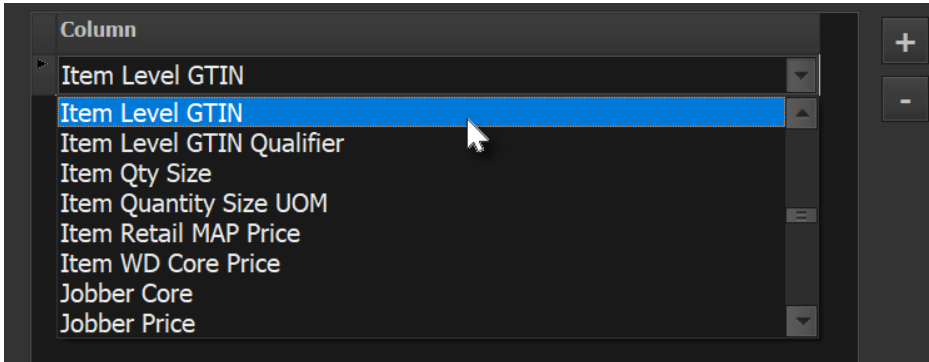 Column
+
Item Level GTIN
-
Item Level GTIN
Item Level GTIN Qualifier
Item Qty Size
Item Quantity Size UOM
Item Retail MAP Price
Item WD Core Price
Jobber Core
Jobber Price